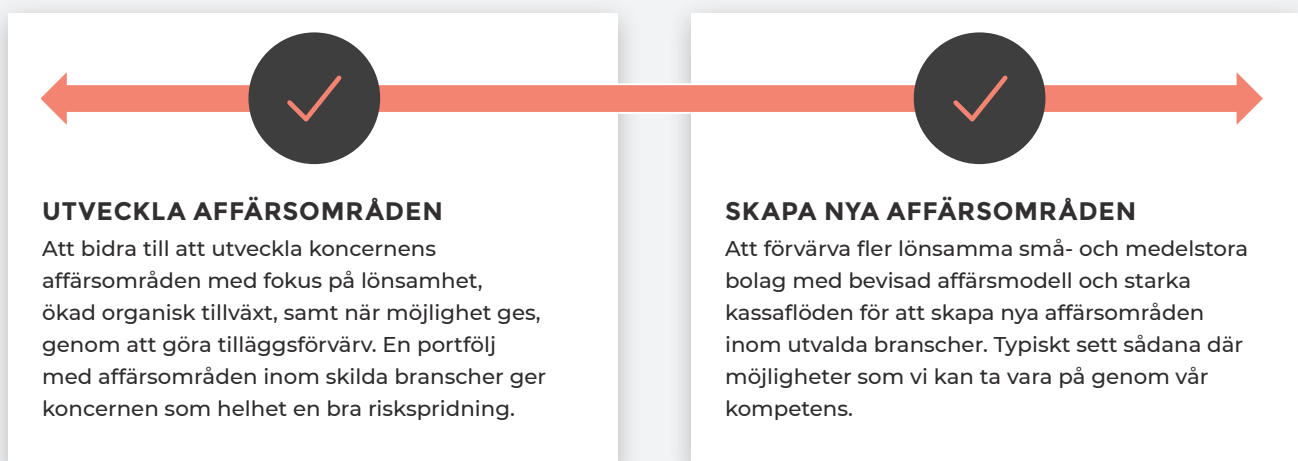 UTVECKLA AFFÄRSOMRÅDEN
Att bidra till att utveckla koncernens
affärsområden med fokus på lönsamhet,
ökad organisk tillväxt, samt när möjlighet ges,
genom att göra tilläggsförvärv. En portfölj
med affärsområden inom skilda branscher ger
koncernen som helhet en bra riskspridning.
SKAPA NYA AFFÄRSOMRÅDEN
Att förvärva fler lönsamma små- och medelstora
bolag med bevisad affärsmodell och starka
kassaflöden för att skapa nya affärsområden
inom utvalda branscher. Typiskt sett sådana där
möjligheter som vi kan ta vara på genom vår
kompetens.